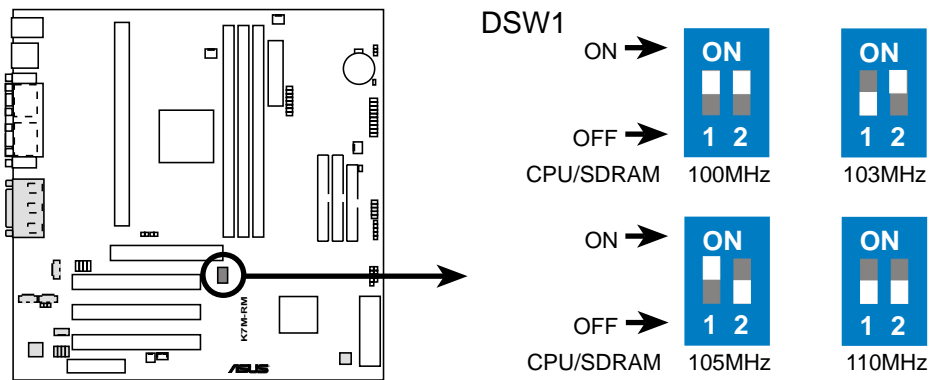 DSW1
ON
ON
ON
OFF
1 2
1 2
CPU/SDRAM
100MHz
103MHz
ON
ON
ON
OFF
1 2
1 2
CPU/SDRAM
105MHz
110MHz
K7M-RM
ASUS